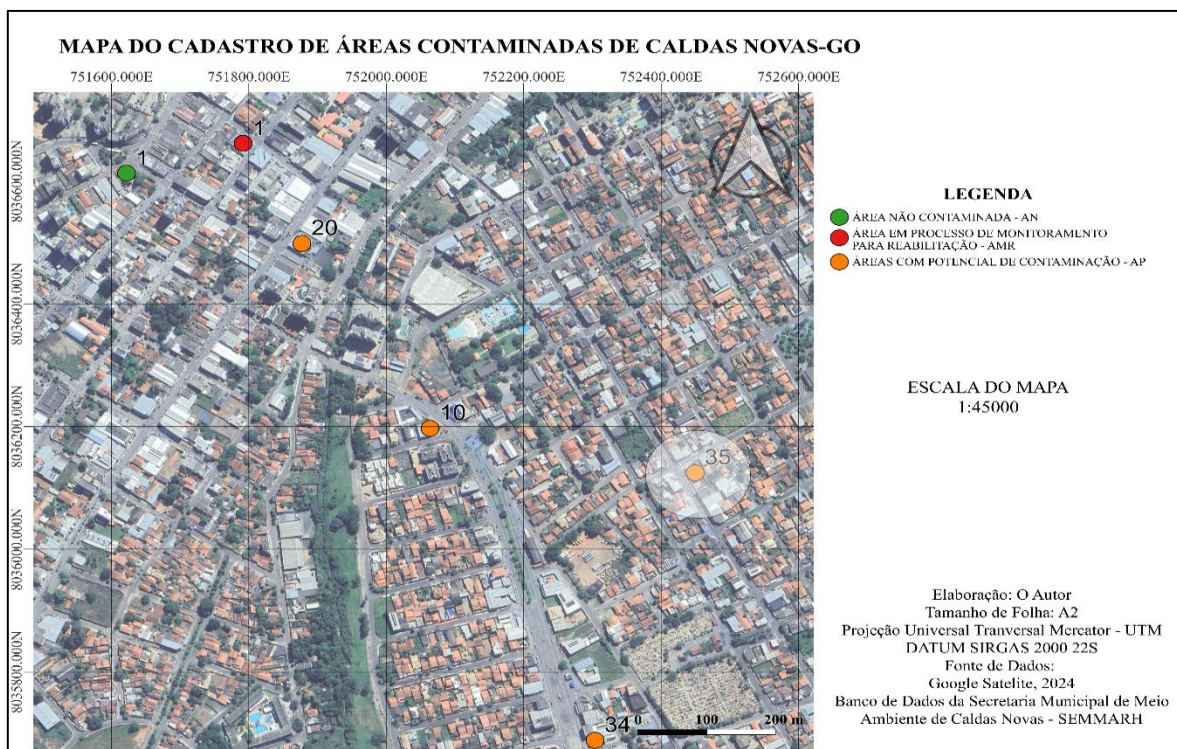 MAPA DO CADASTRO DE ÁREAS CONTAMINADAS DE CALDAS NOVAS-GO
751600.000E 751800.000E 752000.000E 752200.000E 752400.000E 752600.000E
8036600.000N
8036400.000N
8036200.000N
8036000.000N
8035800.000N
1
1
20
10
35
34
0 100 200 m
LEGENDA
ÁREA NÃO CONTAMINADA - AN
ÁREA EM PROCESSO DE MONITORAMENTO
PARA REABILITAÇÃO - AMR
ÁREAS COM POTENCIAL DE CONTAMINAÇÃO - AP
ESCALA DO MAPA
1:45000
Elaboração: O Autor
Tamanho de Folha: A2
Projeção Universal Tranversal Mercator - UTM
DATUM SIRGAS 2000 22S
Fonte de Dados:
Google Satelite, 2024
Banco de Dados da Secretaria Municipal de Meio
Ambiente de Caldas Novas - SEMMARH